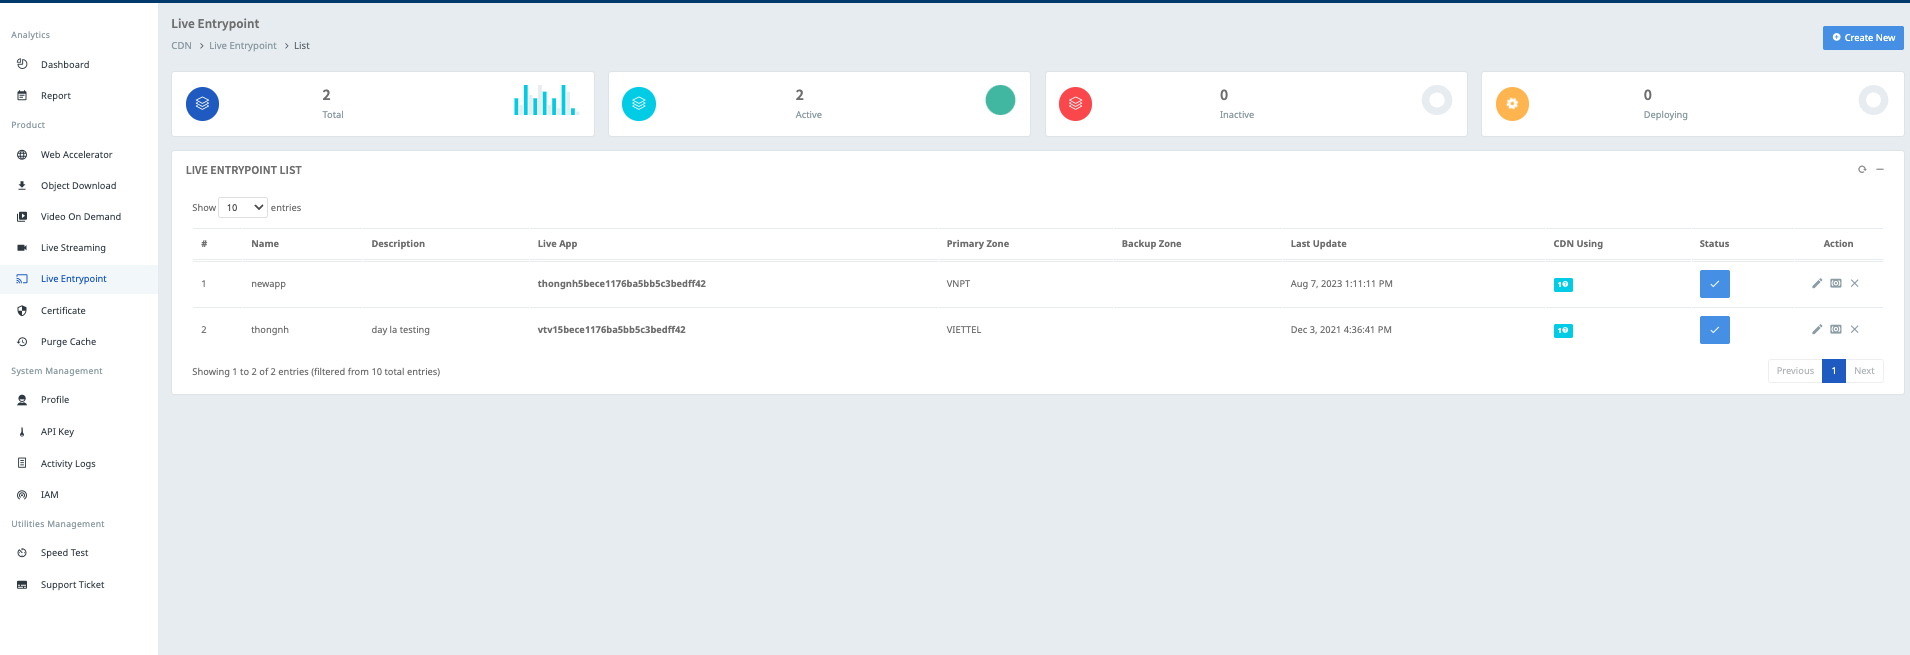 Analytics
Dashboard
Report
Product
Web Accelerator
Object Download
Video On Demand
Live Streaming
Live Entrypoint
Certificate
Purge Cache
System Management
Profile
API Key
Activity Logs
IAM
Utilities Management
Speed Test
Support Ticket
Live Entrypoint
CDN > Live Entrypoint > List
Create New
2
Total
2
Active
0
Inactive
0
Deploying
LIVE ENTRYPOINT LIST
Show 10 entries
# Name Description Live App Primary Zone Backup Zone Last Update CDN Using Status Action
1 newapp thongnh5bece1176ba5bb5c3bedff42 VNPT Aug 7, 2023 1:11:11 PM 1
2 thongnh day la testing vtv15bece1176ba5bb5c3bedff42 VIETTEL Dec 3, 2021 4:36:41 PM 1
Showing 1 to 2 of 2 entries (filtered from 10 total entries)
Previous 1 Next